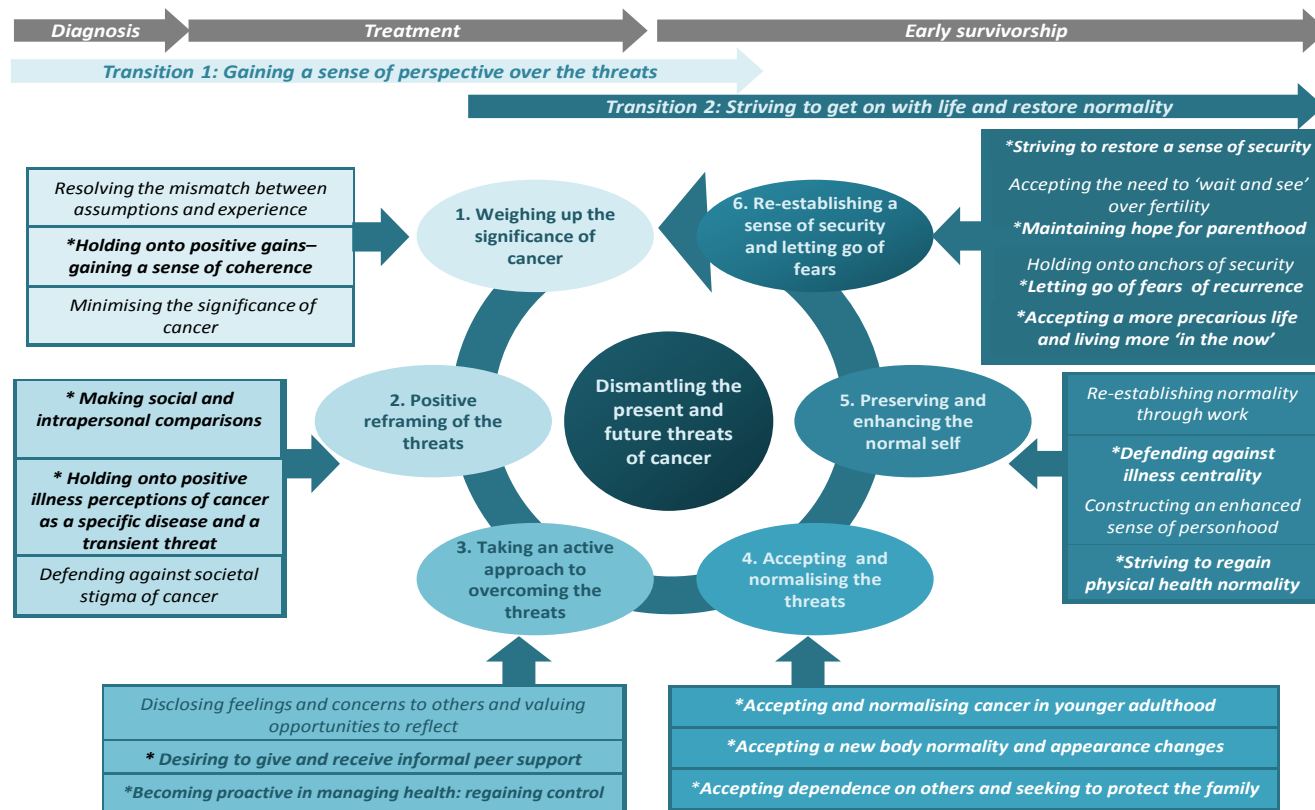 Diagnosis
Treatment
Early survivorship
Transition 1: Gaining a sense of perspective over the threats
Transition 2: Striving to get on with life and restore normality
Resolving the mismatch between
assumptions and experience
*Holding onto positive gains–
gaining a sense of coherence
Minimising the significance of
cancer
1. Weighing up the
significance of
cancer
6. Re-establishing a
sense of security
and letting go of
fears
*Striving to restore a sense of security
Accepting the need to ‘wait and see’
over fertility
*Maintaining hope for parenthood
Holding onto anchors of security
*Letting go of fears of recurrence
*Accepting a more precarious life
and living more ‘in the now’
* Making social and
intrapersonal comparisons
* Holding onto positive
illness perceptions of cancer
as a specific disease and a
transient threat
Defending against societal
stigma of cancer
2. Positive
reframing of the
threats
Dismantling the
present and
future threats
of cancer
5. Preserving and
enhancing the
normal self
Re-establishing normality
through work
*Defending against
illness centrality
Constructing an enhanced
sense of personhood
*Striving to regain
physical health normality
3. Taking an active
approach to
overcoming the
threats
4. Accepting and
normalising the
threats
Disclosing feelings and concerns to others and valuing
opportunities to reflect
* Desiring to give and receive informal peer support
*Becoming proactive in managing health: regaining control
*Accepting and normalising cancer in younger adulthood
*Accepting a new body normality and appearance changes
*Accepting dependence on others and seeking to protect the family